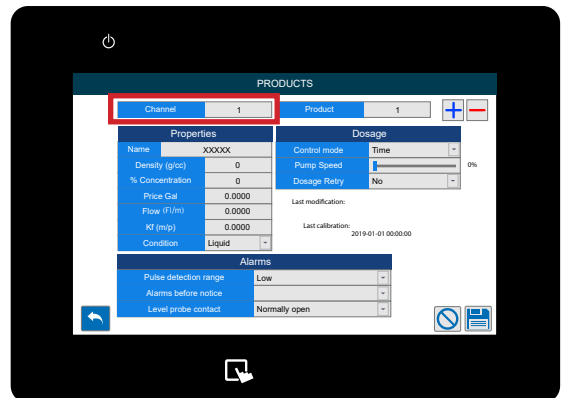 PRODUCTS
Channel 1 Product 1
Properties Dosage
Name XXXXX Control mode Time
Density (g/cc) 0 Pump Speed 0%
% Concentration 0 Dosage Retry No
Price Gal 0.0000 Last modification:
Flow (Fl/m) 0.0000
Kf (m/p) 0.0000 Last calibration: 2019-01-01 00:00:00
Condition Liquid
Alarms
Pulse detection range Low
Alarms before notice
Level probe contact Normally open